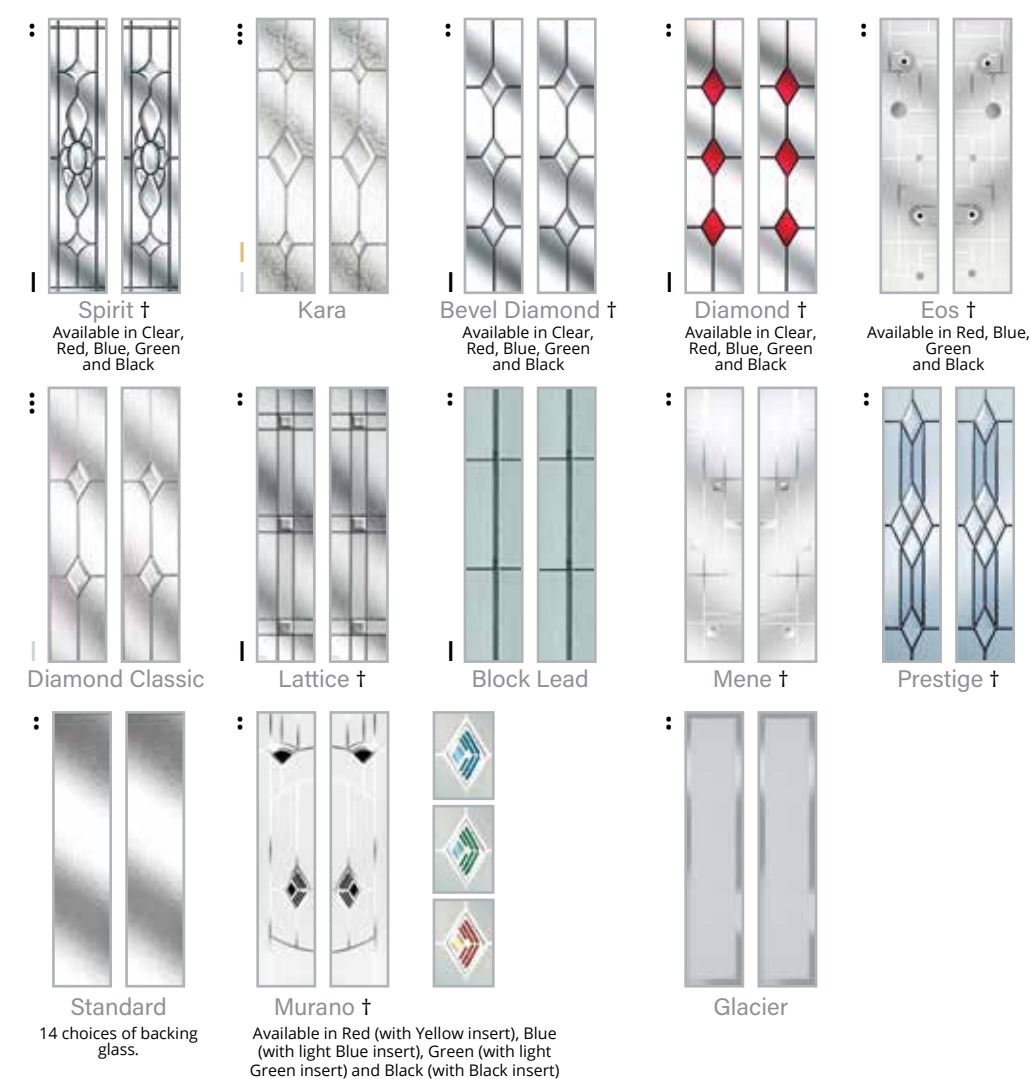 Spirit †
Available in Clear,
Red, Blue, Green
and Black
Kara
Bevel Diamond †
Available in Clear,
Red, Blue, Green
and Black
Diamond †
Available in Clear,
Red, Blue, Green
and Black
Eos †
Available in Red, Blue,
Green
and Black
Diamond Classic
Lattice †
Block Lead
Mene †
Prestige †
Standard
14 choices of backing
glass.
Murano †
Available in Red (with Yellow insert), Blue
(with light Blue insert), Green (with light
Green insert) and Black (with Black insert)
Glacier